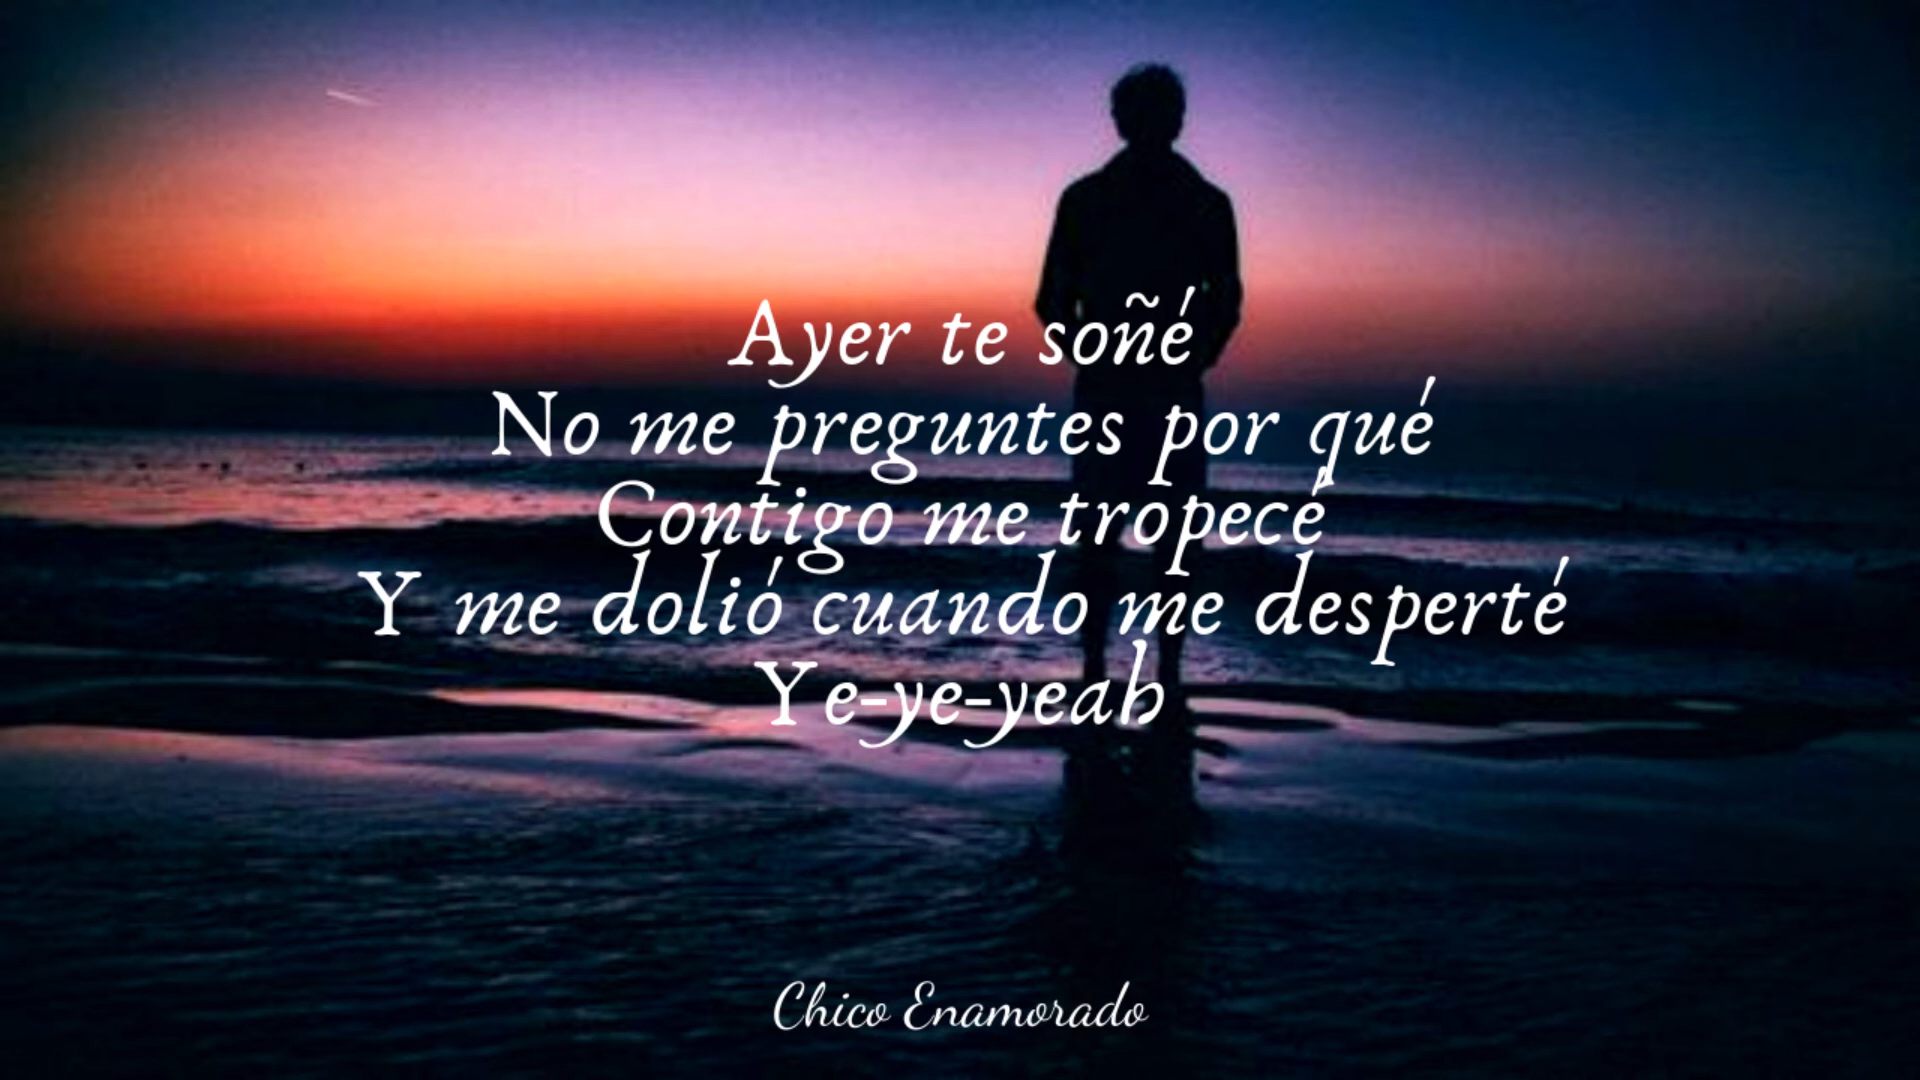 Ayer te soñé
No me preguntes por qué
Contigo me tropecé
Y me dolió cuando me desperté
Ye-ye-yeah
Chico Enamorado